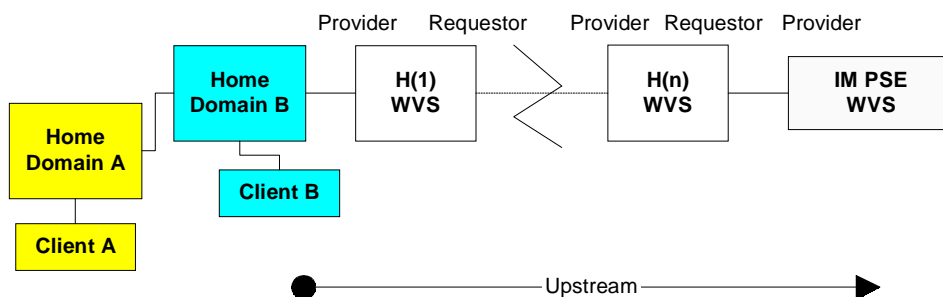 Provider Requestor Provider Requestor Provider
Home
Domain B
H(1)
WVS
H(n)
WVS
IM PSE
WVS
Home
Domain A
Client B
Client A
Upstream